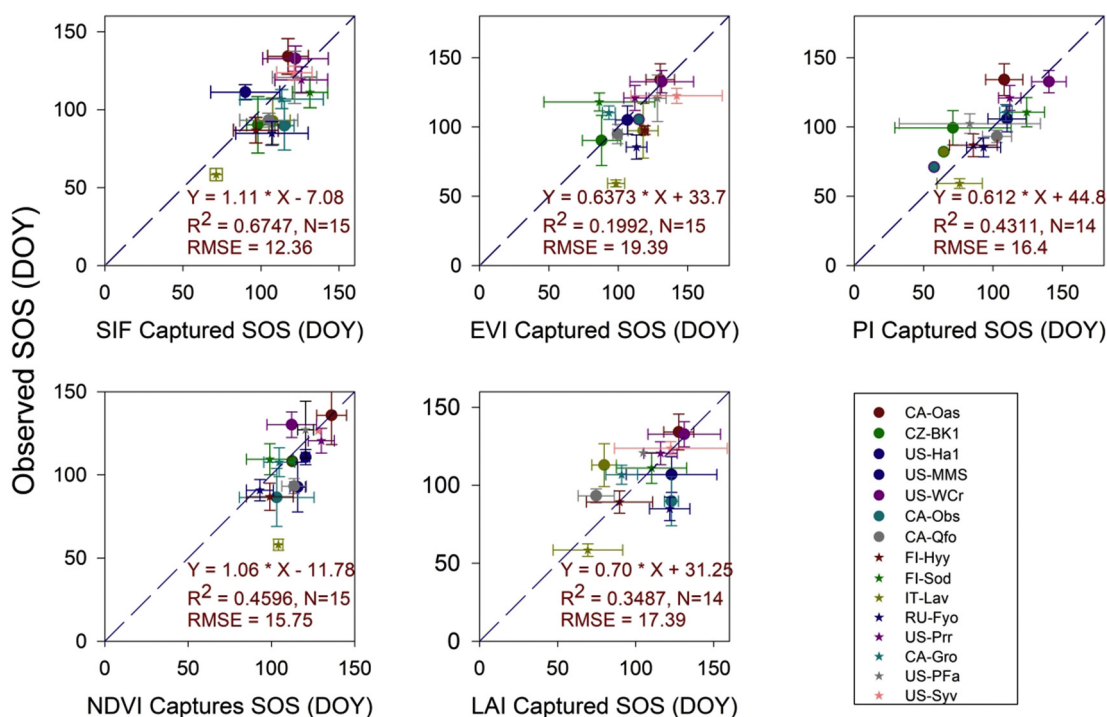 Observed SOS (DOY)
150
100
50
0
Y = 1.11 * X - 7.08
R2 = 0.6747, N=15
RMSE = 12.36
0 50 100 150
SIF Captured SOS (DOY)
150
100
50
0
Y = 0.6373 * X + 33.7
R2 = 0.1992, N=15
RMSE = 19.39
0 50 100 150
EVI Captured SOS (DOY)
150
100
50
0
Y = 0.612 * X + 44.8
R2 = 0.4311, N=14
RMSE = 16.4
0 50 100 150
PI Captured SOS (DOY)
150
100
50
0
Y = 1.06 * X - 11.78
R2 = 0.4596, N=15
RMSE = 15.75
0 50 100 150
NDVI Captures SOS (DOY)
150
100
50
0
Y = 0.70 * X + 31.25
R2 = 0.3487, N=14
RMSE = 17.39
0 50 100 150
LAI Captured SOS (DOY)
CA-Oas
CZ-BK1
US-Ha1
US-MMS
US-WCr
CA-Obs
CA-Qfo
FI-Hyy
FI-Sod
IT-Lav
RU-Fyo
US-Prr
CA-Gro
US-PFa
US-Syv